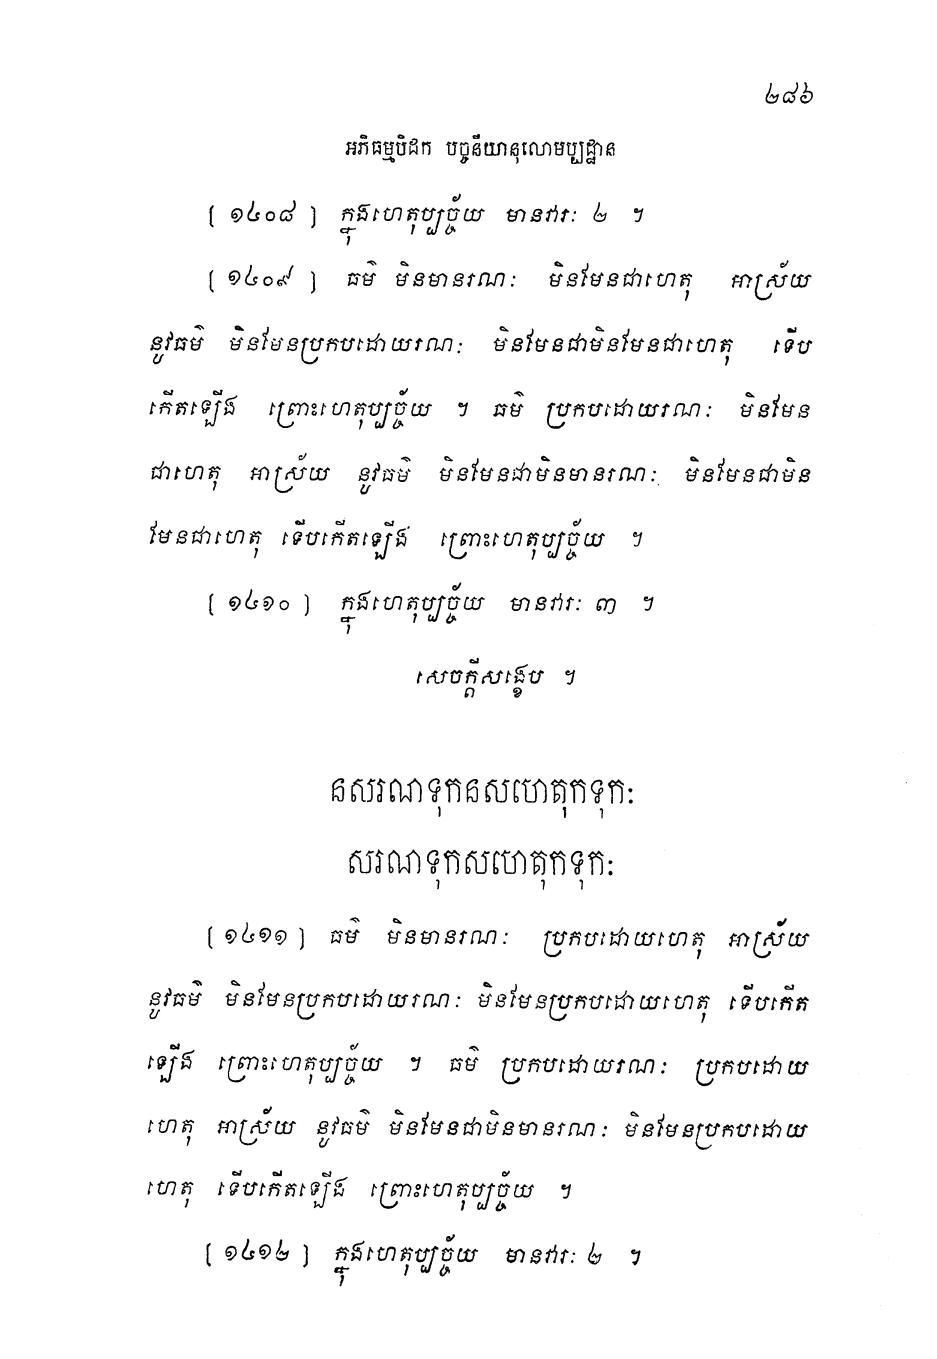 ២៨៦
អភិធម្មបិដក បច្ចនីយានុលោមប្បដ្ឋាន
[ ១៤០៨ ] ក្នុងហេតុប្បច្ច័យ មានវារៈ ២ ។
[ ១៤០៩ ] ធម៌ មិនមានរណៈ មិនមែនជាហេតុ អាស្រ័យ
នូវធម៌ មិនមែនប្រកបដោយរណៈ មិនមែនជាមិនមែនជាហេតុ ទើប
កើតឡើង ព្រោះហេតុប្បច្ច័យ ។ ធម៌ ប្រកបដោយរណៈ មិនមែន
ជាហេតុ អាស្រ័យ នូវធម៌ មិនមែនជាមិនមានរណៈ មិនមែនជាមិន
មែនជាហេតុ ទើបកើតឡើង ព្រោះហេតុប្បច្ច័យ ។
[ ១៤១០ ] ក្នុងហេតុប្បច្ច័យ មានវារៈ ៣ ។
សេចក្តីសង្ខេប ។
នសរណទុកនសហេតុកទុកៈ
សរណទុកសហេតុកទុកៈ
[ ១៤១១ ] ធម៌ មិនមានរណៈ ប្រកបដោយហេតុ អាស្រ័យ
នូវធម៌ មិនមែនប្រកបដោយរណៈ មិនមែនប្រកបដោយហេតុ ទើបកើត
ឡើង ព្រោះហេតុប្បច្ច័យ ។ ធម៌ ប្រកបដោយរណៈ ប្រកបដោយ
ហេតុ អាស្រ័យ នូវធម៌ មិនមែនជាមិនមានរណៈ មិនមែនប្រកបដោយ
ហេតុ ទើបកើតឡើង ព្រោះហេតុប្បច្ច័យ ។
[ ១៤១២ ] ក្នុងហេតុប្បច្ច័យ មានវារៈ ២ ។